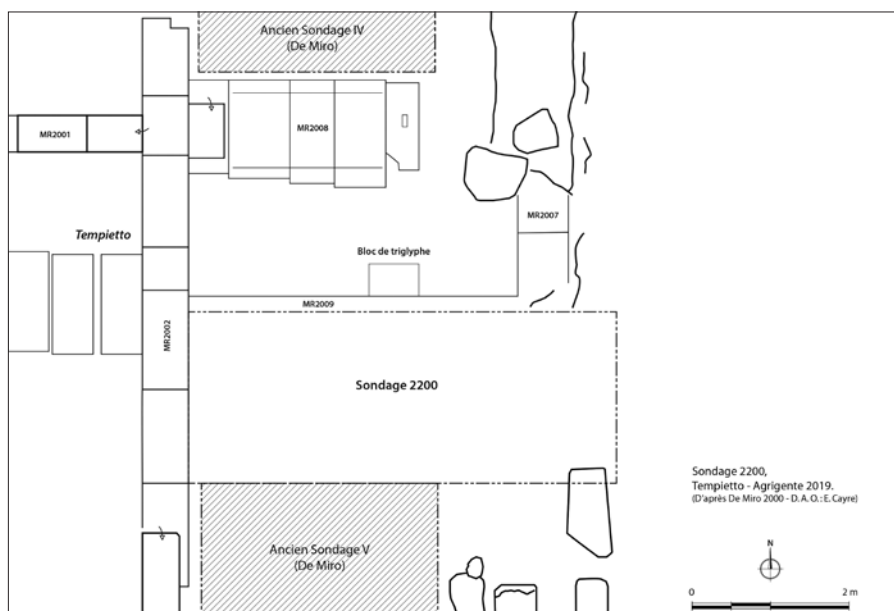 Ancien Sondage IV
(De Miro)
MR2001
MR2008
MR2007
Tempietto
Bloc de triglyphe
MR2009
MR2002
Sondage 2200
Ancien Sondage V
(De Miro)
Sondage 2200,
Tempietto - Agrigente 2019.
(D'après De Miro 2000 - D. A. O. : E. Cayre)
N
0 2 m